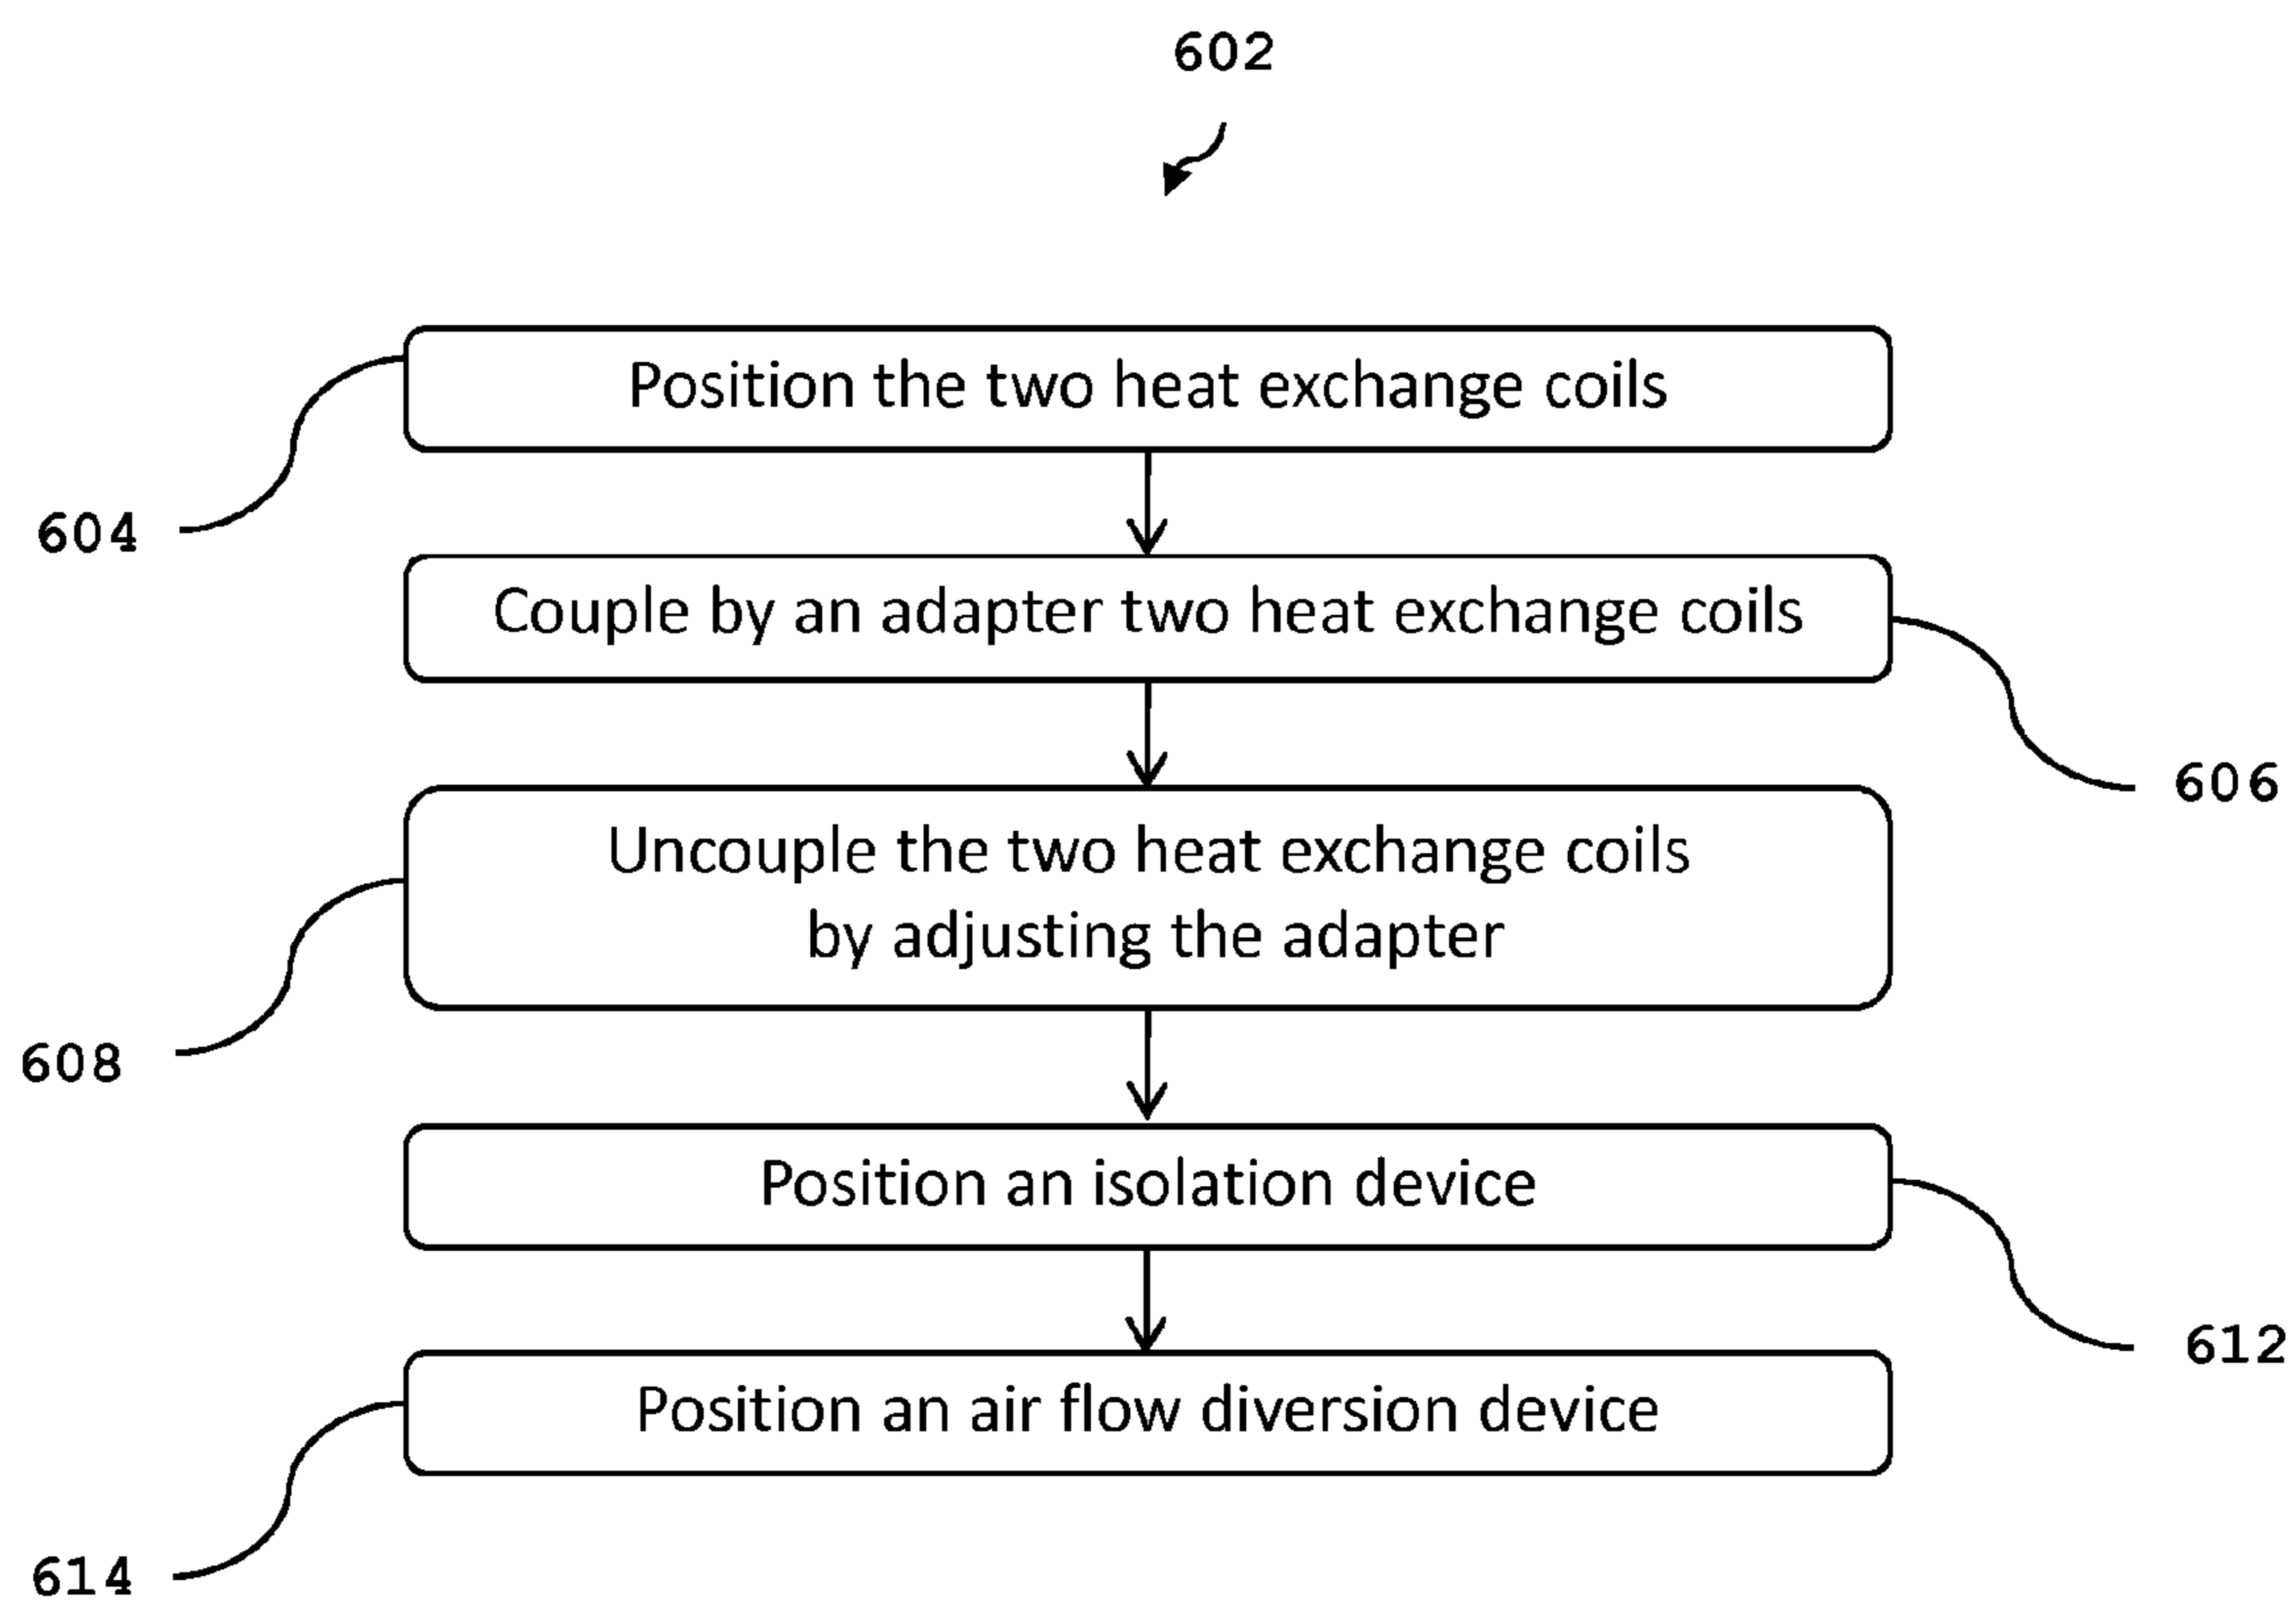 602
Position the two heat exchange coils
604
Couple by an adapter two heat exchange coils
606
Uncouple the two heat exchange coils
by adjusting the adapter
608
Position an isolation device
612
Position an air flow diversion device
614